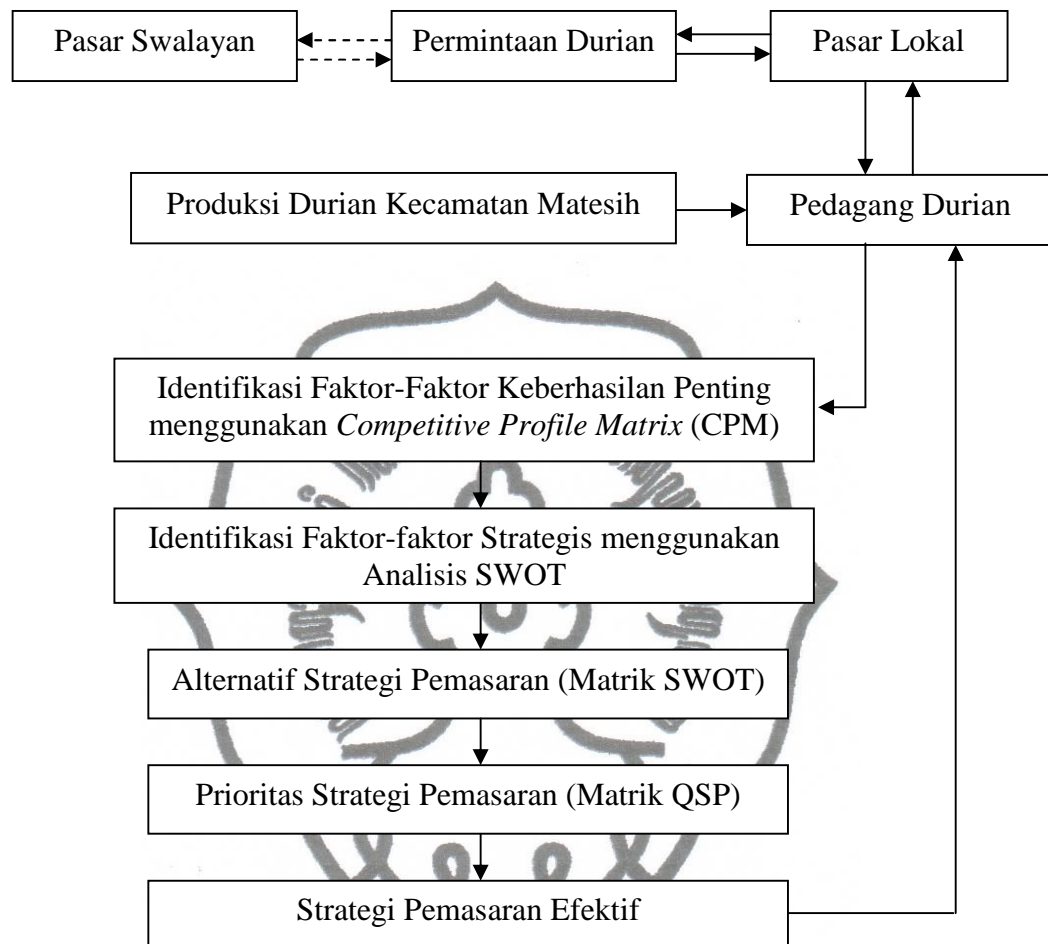 Pasar Swalayan
Permintaan Durian
Pasar Lokal
Produksi Durian Kecamatan Matesih
Pedagang Durian
Identifikasi Faktor-Faktor Keberhasilan Penting
menggunakan Competitive Profile Matrix (CPM)
Identifikasi Faktor-faktor Strategis menggunakan
Analisis SWOT
Alternatif Strategi Pemasaran (Matrik SWOT)
Prioritas Strategi Pemasaran (Matrik QSP)
Strategi Pemasaran Efektif